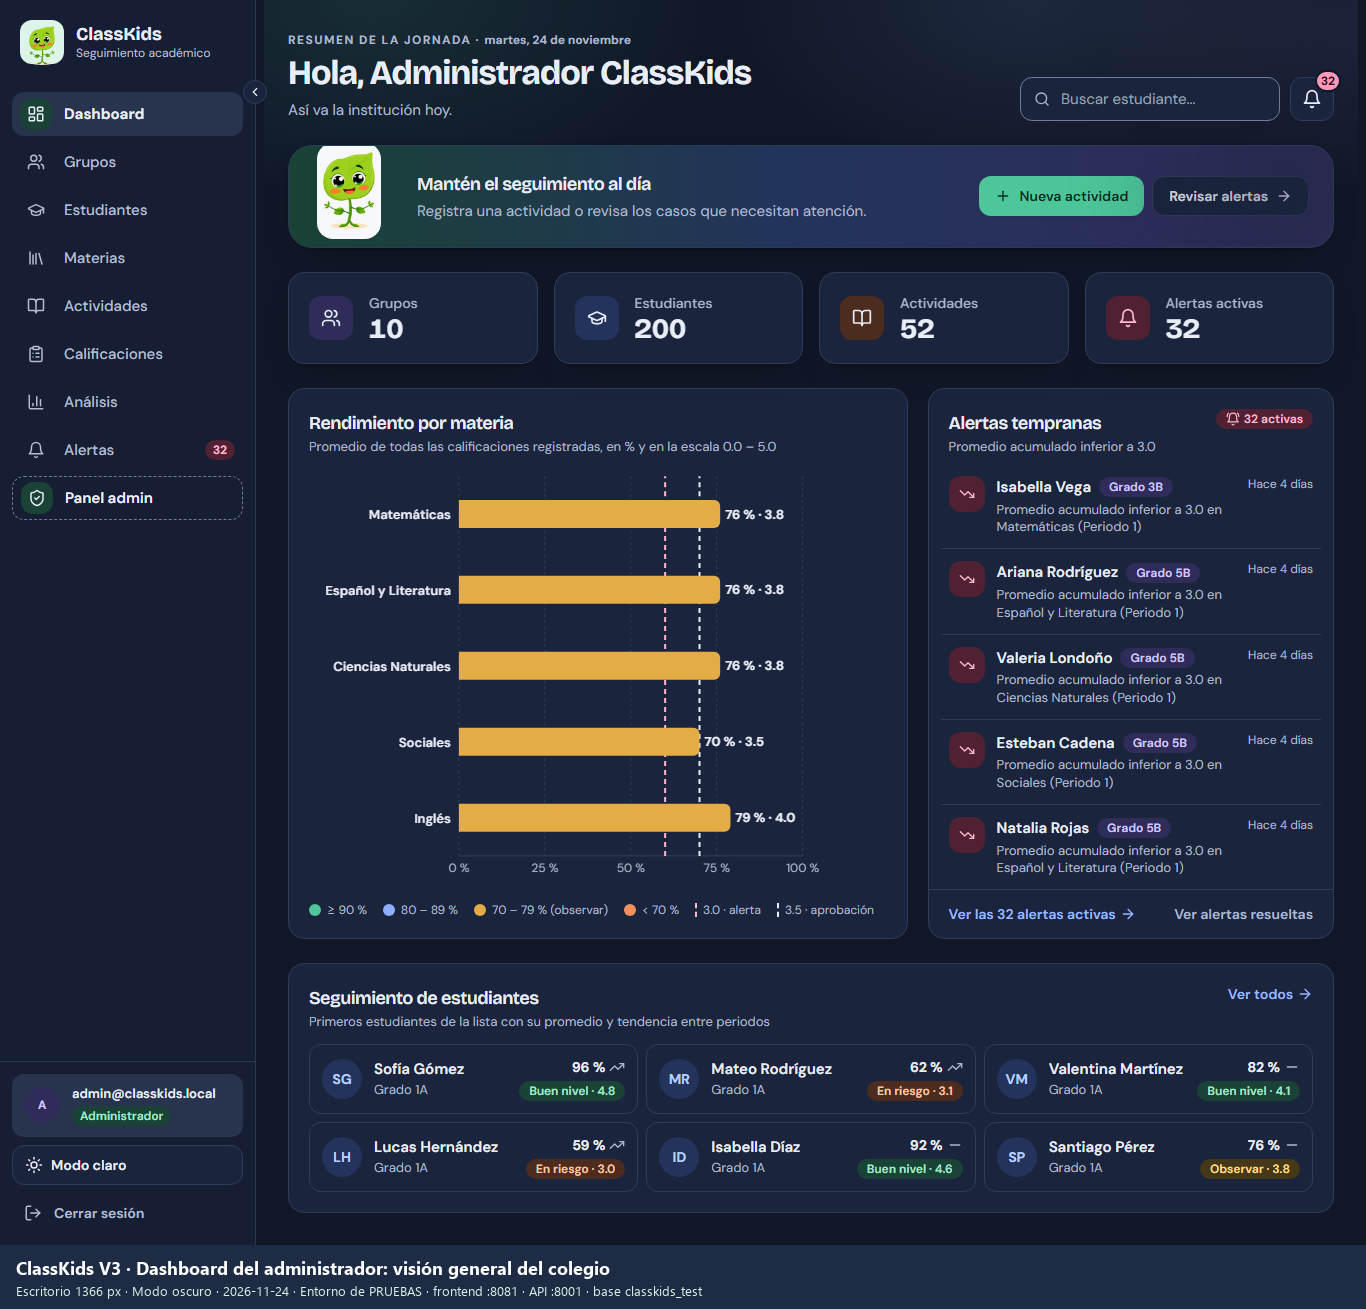 ClassKids
Seguimiento académico
Dashboard
Grupos
Estudiantes
Materias
Actividades
Calificaciones
Análisis
Alertas 32
Panel admin
A
admin@classkids.local
Administrador
Modo claro
Cerrar sesión
RESUMEN DE LA JORNADA · martes, 24 de noviembre
Hola, Administrador ClassKids
Así va la institución hoy.
Buscar estudiante...
32
Mantén el seguimiento al día
Registra una actividad o revisa los casos que necesitan atención.
+ Nueva actividad
Revisar alertas →
Grupos
10
Estudiantes
200
Actividades
52
Alertas activas
32
Rendimiento por materia
Promedio de todas las calificaciones registradas, en % y en la escala 0.0 – 5.0
Matemáticas 76 % · 3.8
Español y Literatura 76 % · 3.8
Ciencias Naturales 76 % · 3.8
Sociales 70 % · 3.5
Inglés 79 % · 4.0
0 % 25 % 50 % 75 % 100 %
≥ 90 % 80 – 89 % 70 – 79 % (observar) < 70 % 3.0 · alerta 3.5 · aprobación
Alertas tempranas
32 activas
Promedio acumulado inferior a 3.0
Isabella Vega Grado 3B Hace 4 días
Promedio acumulado inferior a 3.0 en
Matemáticas (Periodo 1)
Ariana Rodríguez Grado 5B Hace 4 días
Promedio acumulado inferior a 3.0 en
Español y Literatura (Periodo 1)
Valeria Londoño Grado 5B Hace 4 días
Promedio acumulado inferior a 3.0 en
Ciencias Naturales (Periodo 1)
Esteban Cadena Grado 5B Hace 4 días
Promedio acumulado inferior a 3.0 en
Sociales (Periodo 1)
Natalia Rojas Grado 5B Hace 4 días
Promedio acumulado inferior a 3.0 en
Español y Literatura (Periodo 1)
Ver las 32 alertas activas →
Ver alertas resueltas
Seguimiento de estudiantes
Ver todos →
Primeros estudiantes de la lista con su promedio y tendencia entre periodos
SG Sofía Gómez 96 %
Grado 1A Buen nivel · 4.8
MR Mateo Rodríguez 62 %
Grado 1A En riesgo · 3.1
VM Valentina Martínez 82 % —
Grado 1A Buen nivel · 4.1
LH Lucas Hernández 59 %
Grado 1A En riesgo · 3.0
ID Isabella Díaz 92 % —
Grado 1A Buen nivel · 4.6
SP Santiago Pérez 76 % —
Grado 1A Observar · 3.8
ClassKids V3 · Dashboard del administrador: visión general del colegio
Escritorio 1366 px · Modo oscuro · 2026-11-24 · Entorno de PRUEBAS · frontend :8081 · API :8001 · base classkids_test